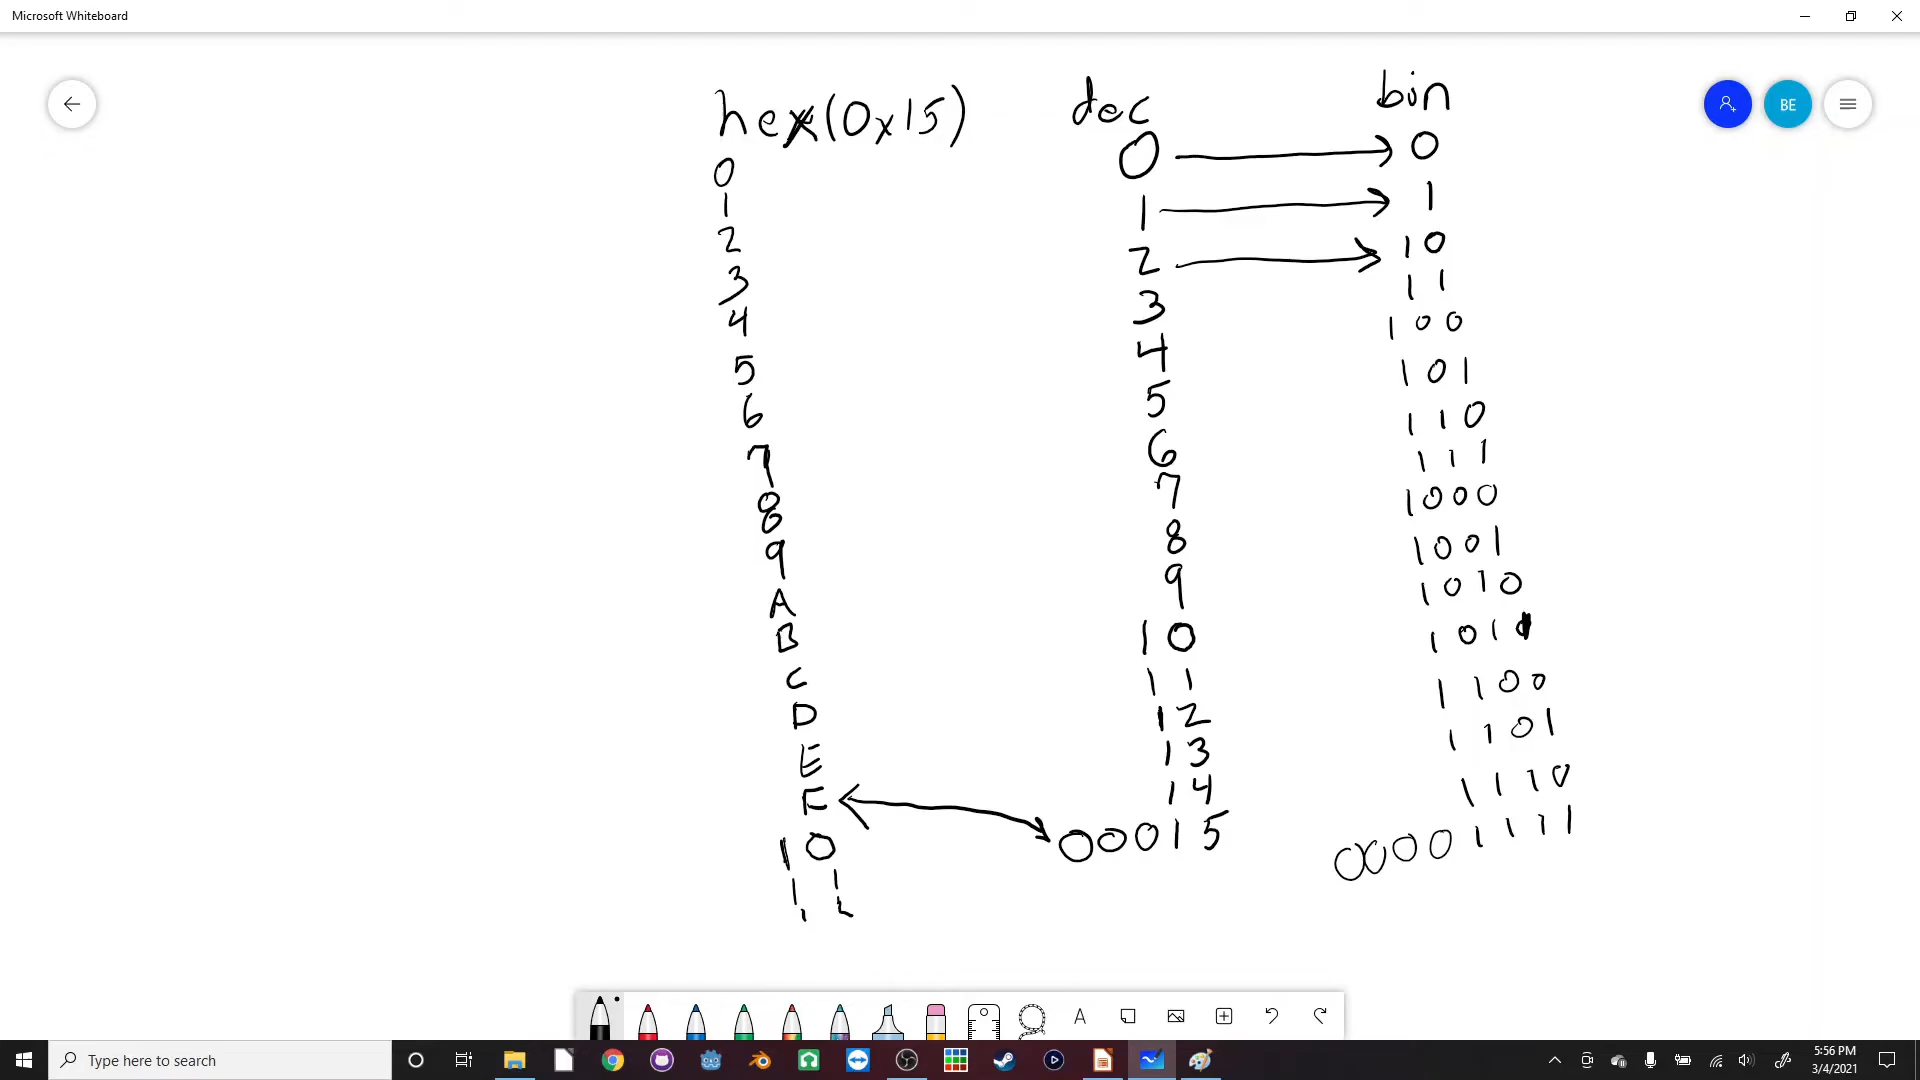 Microsoft Whiteboard
BE
hex(0x15) dec bin
0 0 0
1 1 1
2 2 10
3 3 11
4 4 100
5 5 101
6 6 110
7 7 111
8 8 1000
9 9 1001
A 10 1010
B 11 1011
C 12 1100
D 13 1101
E 14 1110
F 00015 00001111
10
11
A
Type here to search
5:56 PM
3/4/2021